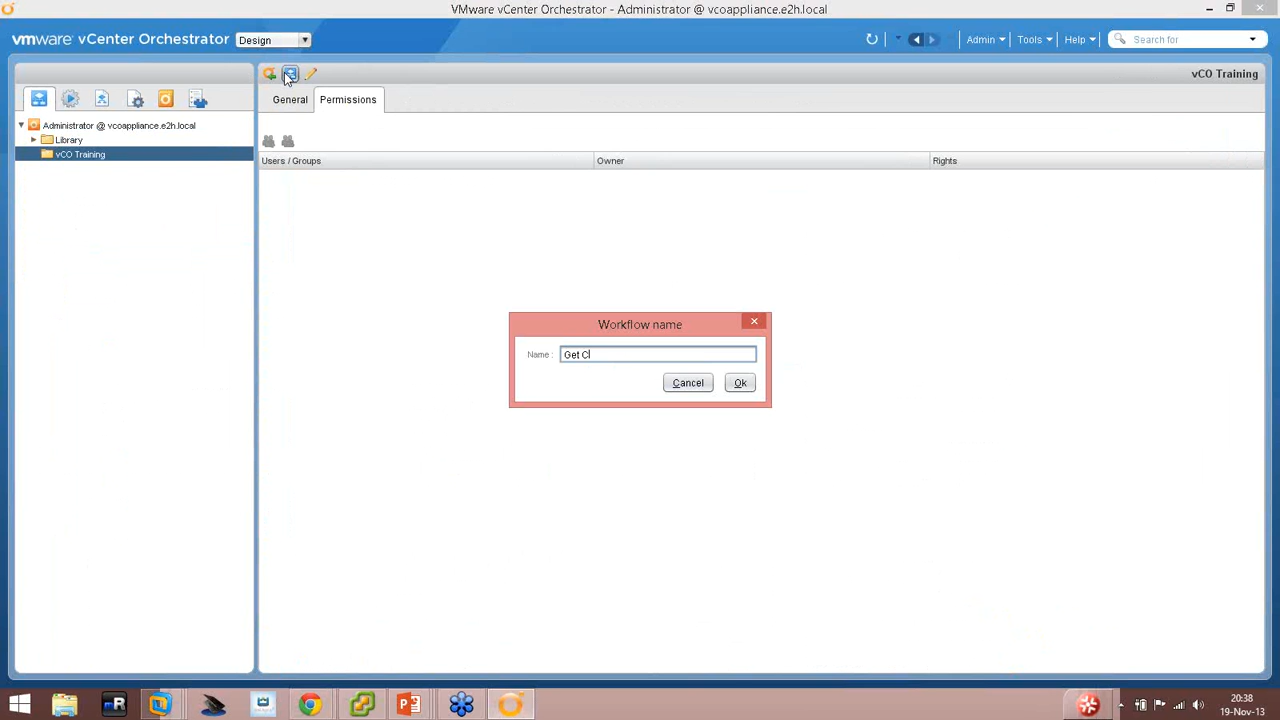 VMware vCenter Orchestrator - Administrator @ vcoappliance.e2h.local
vmware vCenter Orchestrator Design Admin Tools Help Search for
vCO Training
General Permissions
Administrator @ vcoappliance.e2h.local
Library
vCO Training
Users / Groups Owner Rights
Workflow name
Name : Get Cl
Cancel Ok
20:38
19-Nov-13